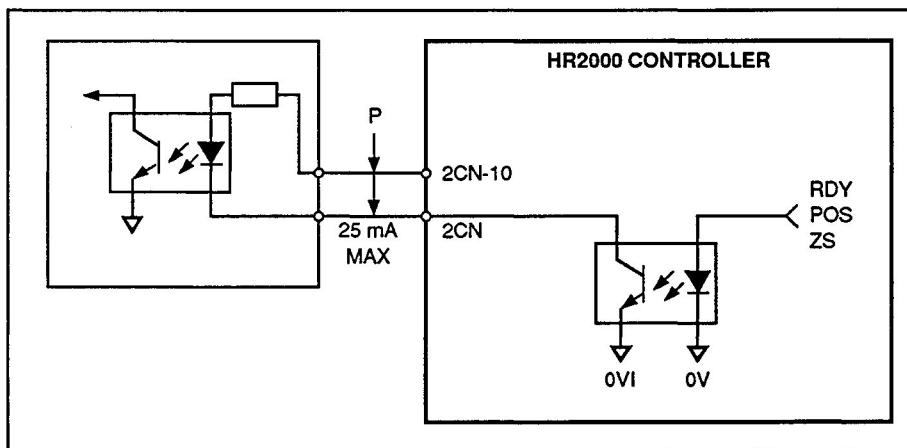 HR2000 CONTROLLER
P
2CN-10
2CN
25 mA
MAX
RDY
POS
ZS
0VI
0V